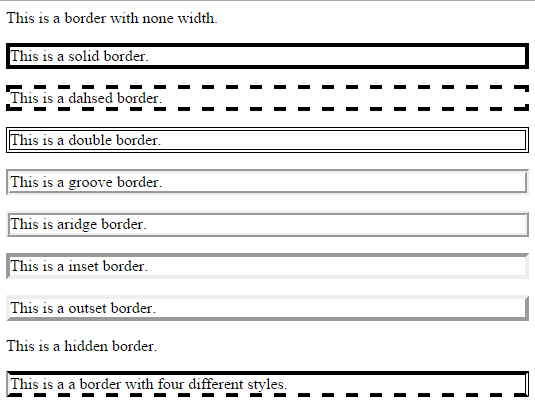 This is a border with none width.
This is a solid border.
This is a dahsed border.
This is a double border.
This is a groove border.
This is aridge border.
This is a inset border.
This is a outset border.
This is a hidden border.
This is a a border with four different styles.